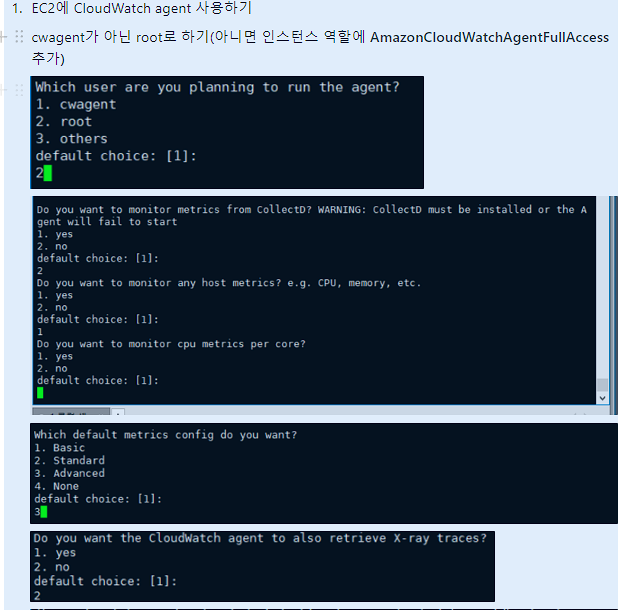 1. EC2에 CloudWatch agent 사용하기
cwagent가 아닌 root로 하기(아니면 인스턴스 역할에 AmazonCloudWatchAgentFullAccess
추가)
Which user are you planning to run the agent?
1. cwagent
2. root
3. others
default choice: [1]:
2
Do you want to monitor metrics from CollectD? WARNING: CollectD must be installed or the A
gent will fail to start
1. yes
2. no
default choice: [1]:
2
Do you want to monitor any host metrics? e.g. CPU, memory, etc.
1. yes
2. no
default choice: [1]:
1
Do you want to monitor cpu metrics per core?
1. yes
2. no
default choice: [1]:
Which default metrics config do you want?
1. Basic
2. Standard
3. Advanced
4. None
default choice: [1]:
3
Do you want the CloudWatch agent to also retrieve X-ray traces?
1. yes
2. no
default choice: [1]:
2